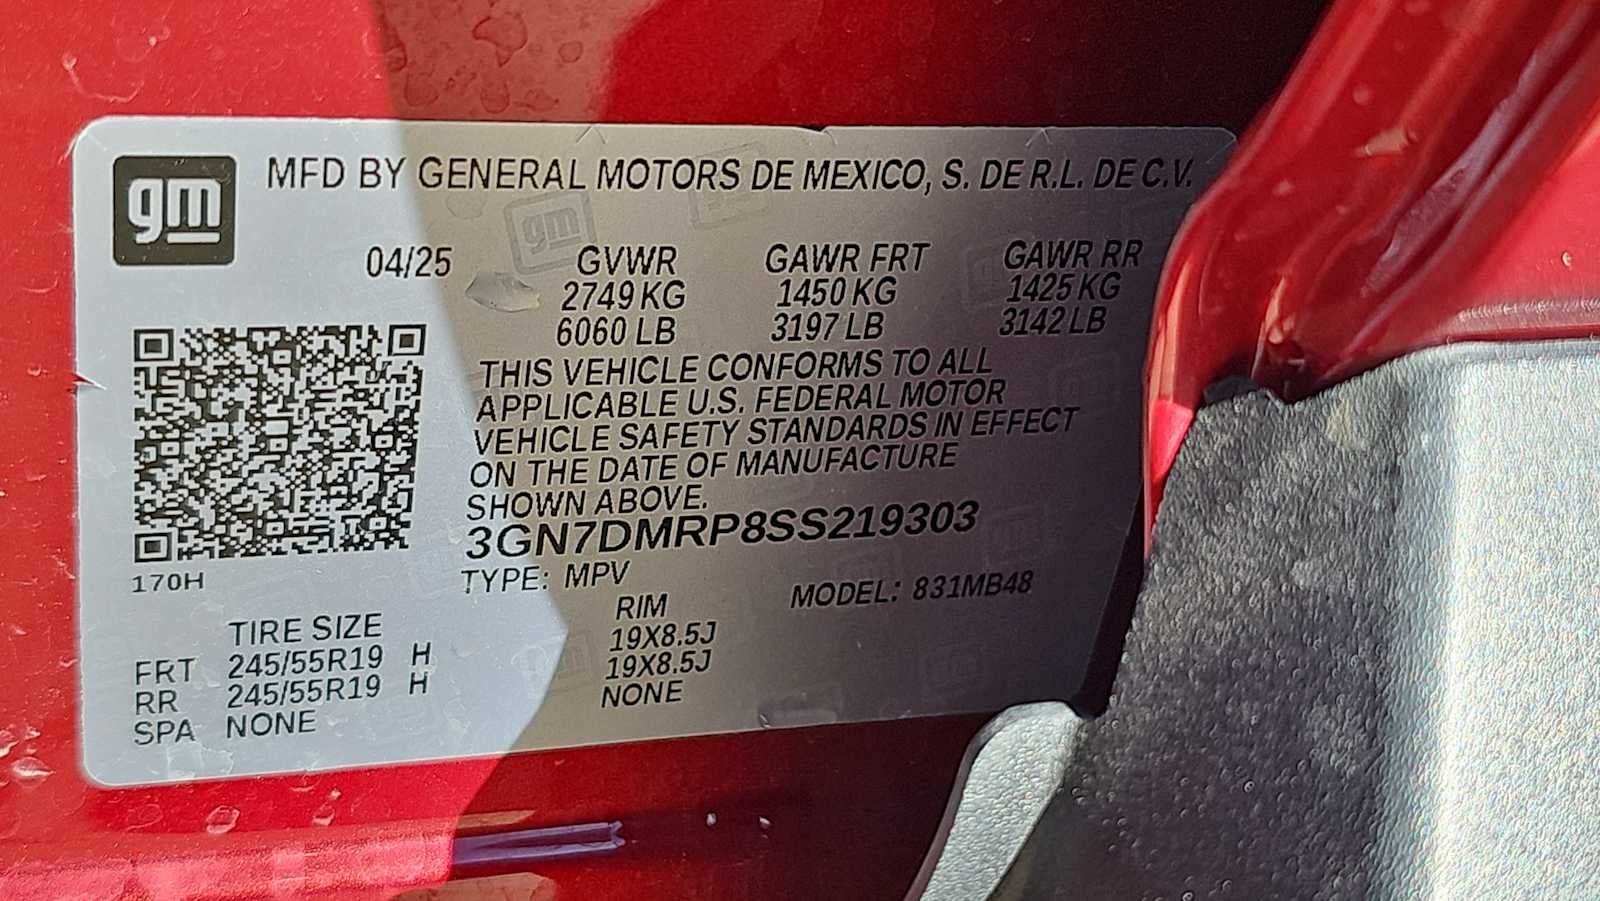 gm
MFD BY GENERAL MOTORS DE MEXICO, S. DE R.L. DE C.V.
04/25 GVWR GAWR FRT GAWR RR
2749 KG 1450 KG 1425 KG
6060 LB 3197 LB 3142 LB
THIS VEHICLE CONFORMS TO ALL
APPLICABLE U.S. FEDERAL MOTOR
VEHICLE SAFETY STANDARDS IN EFFECT
ON THE DATE OF MANUFACTURE
SHOWN ABOVE.
3GN7DMRP8SS219303
170H
TYPE: MPV MODEL: 831MB48
TIRE SIZE RIM
FRT 245/55R19 H 19X8.5J
RR 245/55R19 H 19X8.5J
SPA NONE NONE